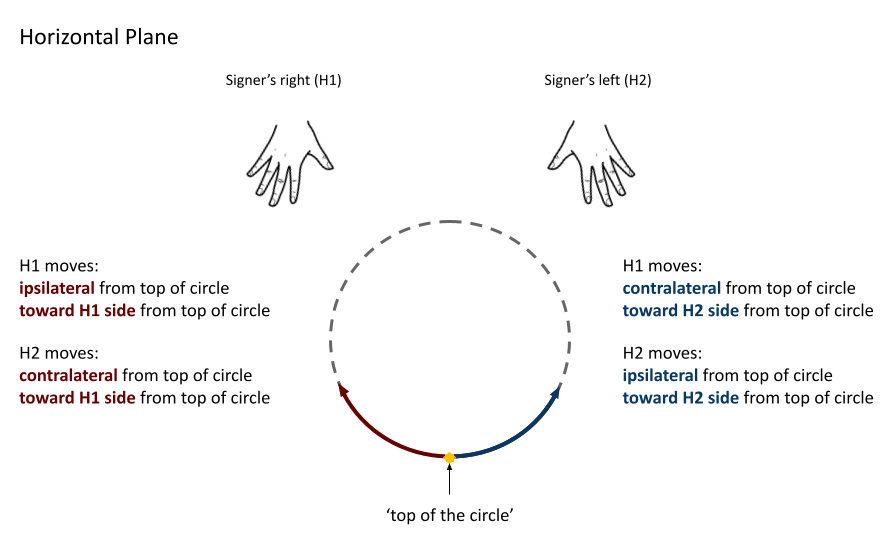 Horizontal Plane
Signer’s right (H1)
Signer’s left (H2)
H1 moves:
ipsilateral from top of circle
toward H1 side from top of circle
H2 moves:
contralateral from top of circle
toward H1 side from top of circle
H1 moves:
contralateral from top of circle
toward H2 side from top of circle
H2 moves:
ipsilateral from top of circle
toward H2 side from top of circle
‘top of the circle’